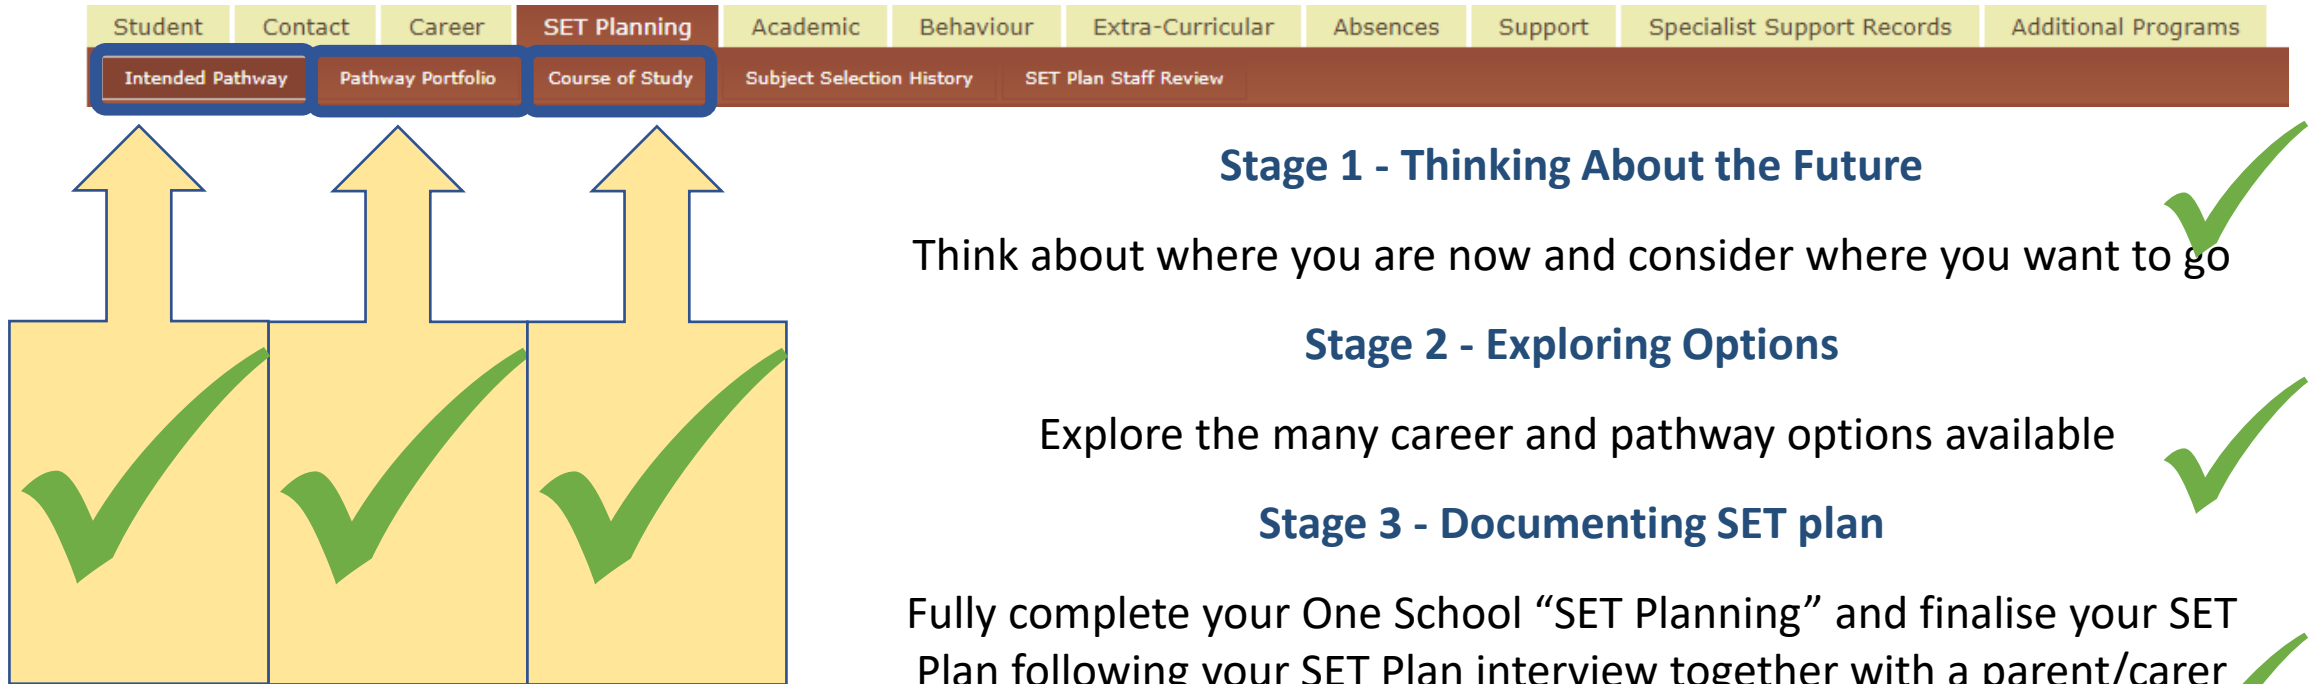 Student Contact Career SET Planning Academic Behaviour Extra-Curricular Absences Support Specialist Support Records Additional Programs
Intended Pathway Pathway Portfolio Course of Study Subject Selection History SET Plan Staff Review
Stage 1 - Thinking About the Future
Think about where you are now and consider where you want to go
Stage 2 - Exploring Options
Explore the many career and pathway options available
Stage 3 - Documenting SET plan
Fully complete your One School “SET Planning” and finalise your SET
Plan following your SET Plan interview together with a parent/carer